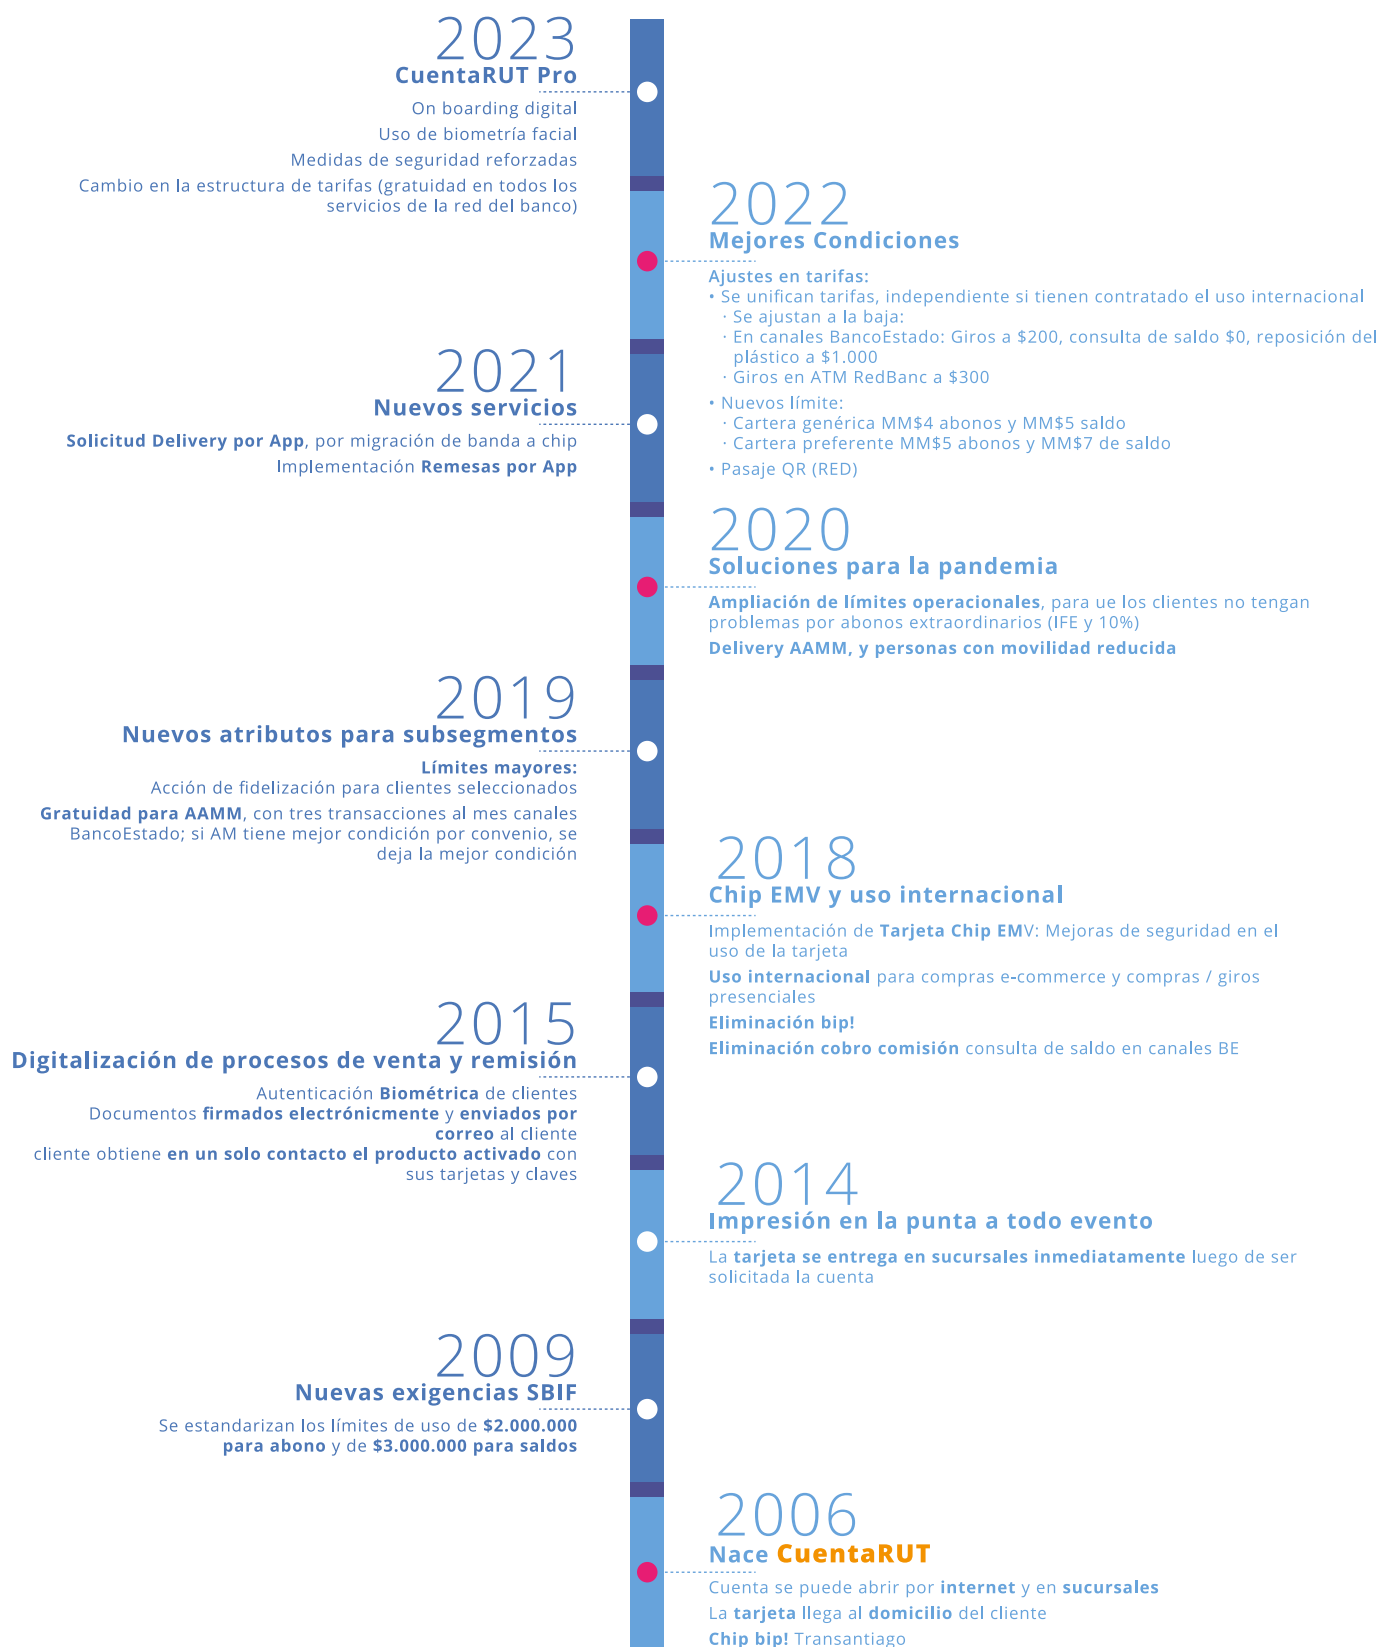 2023
CuentaRUT Pro
On boarding digital
Uso de biometría facial
Medidas de seguridad reforzadas
Cambio en la estructura de tarifas (gratuidad en todos los
servicios de la red del banco)
2022
Mejores Condiciones
Ajustes en tarifas:
• Se unifican tarifas, independiente si tienen contratado el uso internacional
· Se ajustan a la baja:
· En canales BancoEstado: Giros a $200, consulta de saldo $0, reposición del
plástico a $1.000
· Giros en ATM RedBanc a $300
• Nuevos límite:
· Cartera genérica MM$4 abonos y MM$5 saldo
· Cartera preferente MM$5 abonos y MM$7 de saldo
• Pasaje QR (RED)
2021
Nuevos servicios
Solicitud Delivery por App, por migración de banda a chip
Implementación Remesas por App
2020
Soluciones para la pandemia
Ampliación de límites operacionales, para ue los clientes no tengan
problemas por abonos extraordinarios (IFE y 10%)
Delivery AAMM, y personas con movilidad reducida
2019
Nuevos atributos para subsegmentos
Límites mayores:
Acción de fidelización para clientes seleccionados
Gratuidad para AAMM, con tres transacciones al mes canales
BancoEstado; si AM tiene mejor condición por convenio, se
deja la mejor condición
2018
Chip EMV y uso internacional
Implementación de Tarjeta Chip EMV: Mejoras de seguridad en el
uso de la tarjeta
Uso internacional para compras e-commerce y compras / giros
presenciales
Eliminación bip!
Eliminación cobro comisión consulta de saldo en canales BE
2015
Digitalización de procesos de venta y remisión
Autenticación Biométrica de clientes
Documentos firmados electrónicmente y enviados por
correo al cliente
cliente obtiene en un solo contacto el producto activado con
sus tarjetas y claves
2014
Impresión en la punta a todo evento
La tarjeta se entrega en sucursales inmediatamente luego de ser
solicitada la cuenta
2009
Nuevas exigencias SBIF
Se estandarizan los límites de uso de $2.000.000
para abono y de $3.000.000 para saldos
2006
Nace CuentaRUT
Cuenta se puede abrir por internet y en sucursales
La tarjeta llega al domicilio del cliente
Chip bip! Transantiago